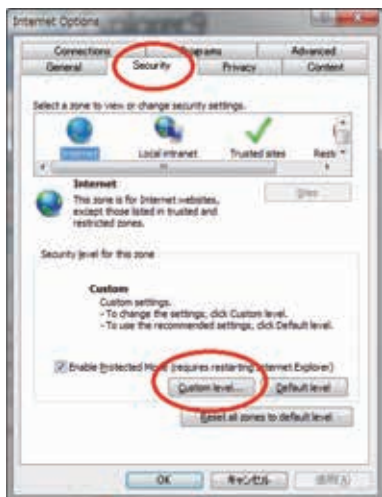 Internet Options
Connections Programs Advanced
General Security Privacy Content
Select a zone to view or change security settings.
Internet Local intranet Trusted sites Restr
Internet
This zone is for Internet websites,
except those listed in trusted and
restricted zones.
Sites
Security level for this zone
Custom
Custom settings.
- To change the settings, click Custom level.
- To use the recommended settings, click Default level.
Enable Protected Mode (requires restarting Internet Explorer)
Custom level... Default level
Reset all zones to default level
OK キャンセル 適用(A)